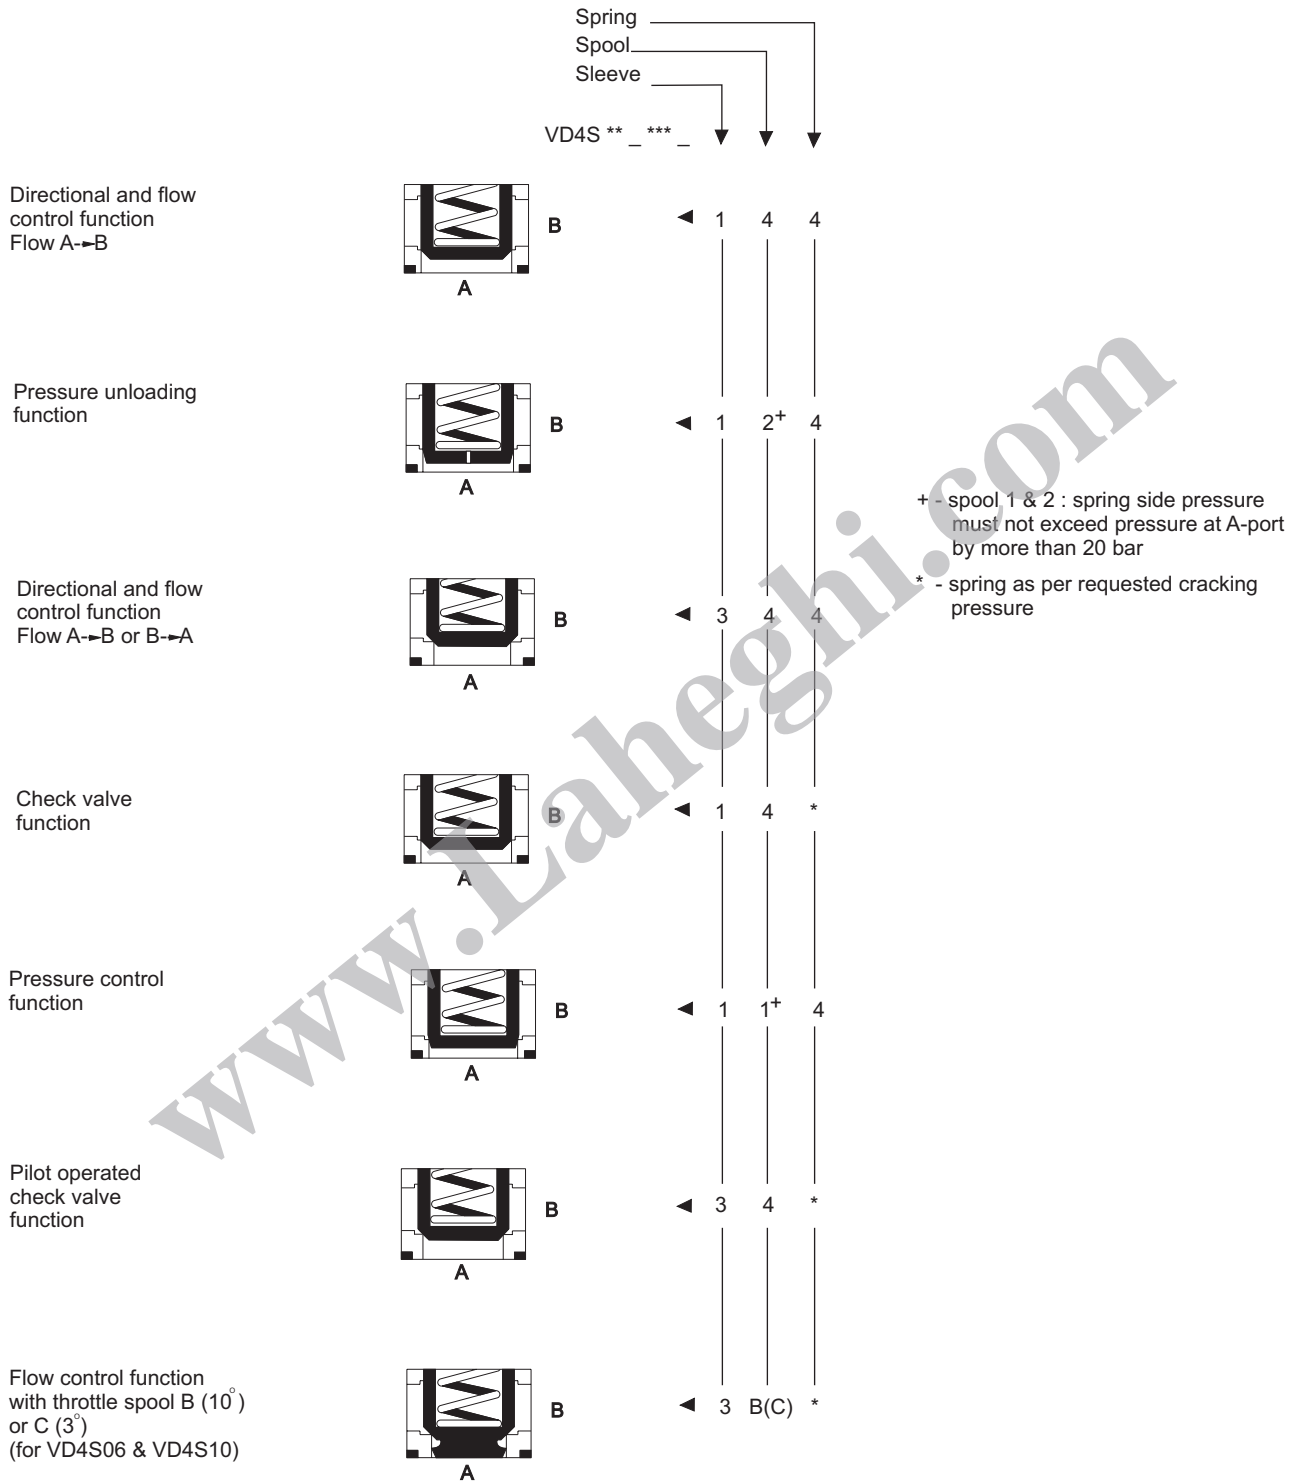 Spring
Spool
Sleeve
VD4S ** _ *** _
Directional and flow
control function
Flow A-►B
B
◄ 1 4 4
A
Pressure unloading
function
B
◄ 1 2+ 4
A
+ - spool 1 & 2 : spring side pressure
must not exceed pressure at A-port
by more than 20 bar
* - spring as per requested cracking
pressure
Directional and flow
control function
Flow A-►B or B-►A
B
◄ 3 4 4
A
Check valve
function
B
◄ 1 4 *
A
Pressure control
function
B
◄ 1 1+ 4
A
Pilot operated
check valve
function
B
◄ 3 4 *
A
Flow control function
with throttle spool B (10°)
or C (3°)
(for VD4S06 & VD4S10)
B
◄ 3 B(C) *
A
www.Laheghi.com